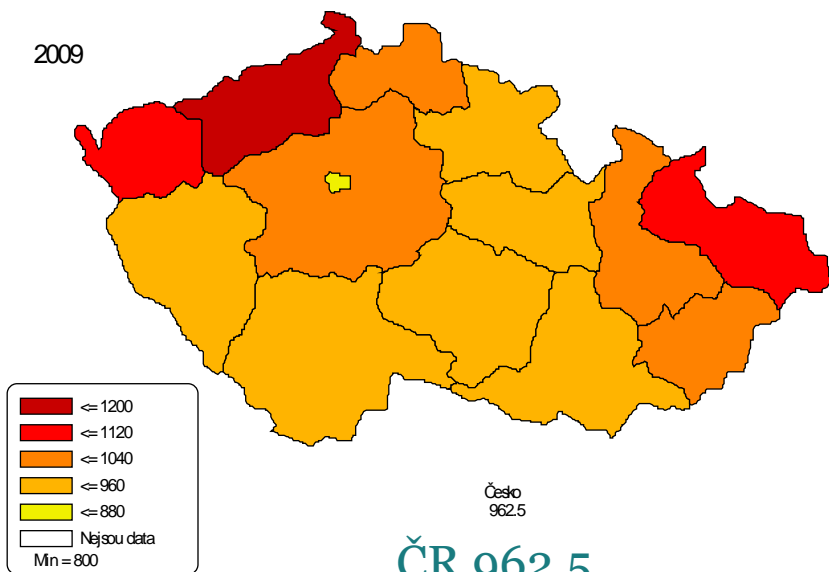 2009
<= 1200
<= 1120
<= 1040
<= 960
<= 880
Nejsou data
Min = 800
Česko
962.5
ČR 962,5